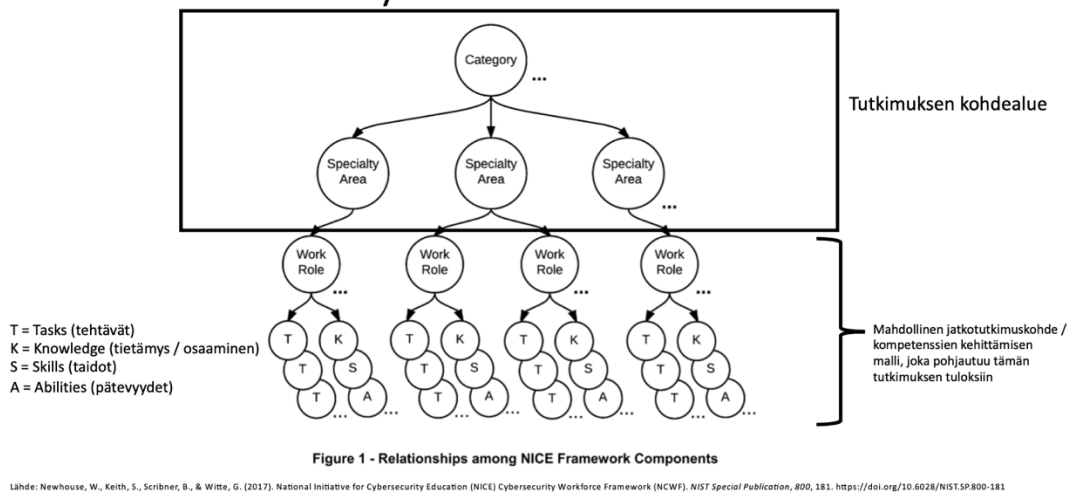 Category
...
Tutkimuksen kohdealue
Specialty
Area
Specialty
Area
Specialty
Area
...
Work
Role
...
Work
Role
...
Work
Role
...
Work
Role
...
T = Tasks (tehtävät)
K = Knowledge (tietämys / osaaminen)
S = Skills (taidot)
A = Abilities (pätevyydet)
T K T K T K T K
T S T S T S T S
T ... A ... T ... A ... T ... A ... T ... A ...
Mahdollinen jatkotutkimuskohde /
kompetenssien kehittämisen
malli, joka pohjautuu tämän
tutkimuksen tuloksiin
Figure 1 - Relationships among NICE Framework Components
Lähde: Newhouse, W., Keith, S., Scribner, B., & Witte, G. (2017). National Initiative for Cybersecurity Education (NICE) Cybersecurity Workforce Framework (NCWF). NIST Special Publication, 800, 181. https://doi.org/10.6028/NIST.SP.800-181